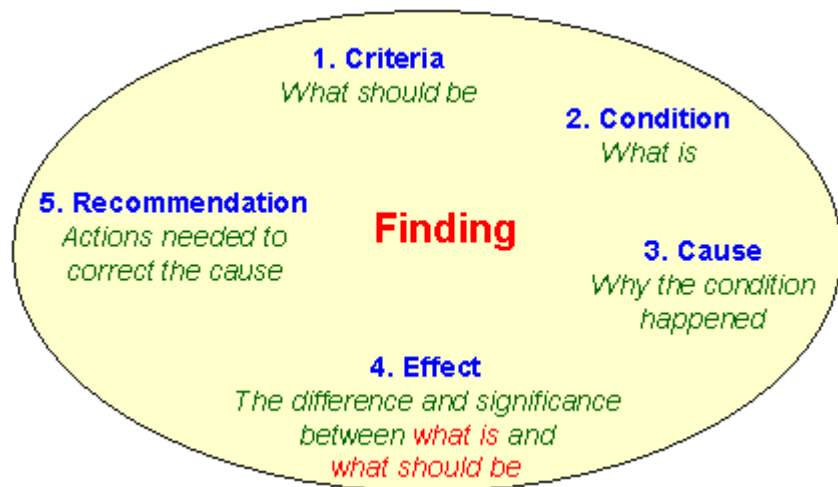 1. Criteria
What should be
2. Condition
What is
3. Cause
Why the condition
happened
4. Effect
The difference and significance
between what is and
what should be
5. Recommendation
Actions needed to
correct the cause
Finding